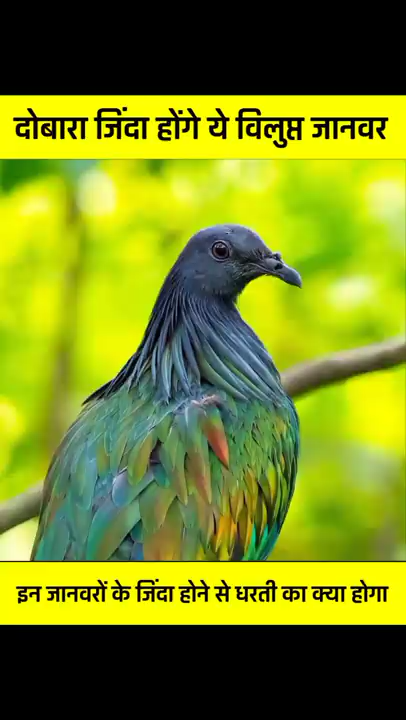 दोबारा जिंदा होंगे ये विलुप्त जानवर
इन जानवरों के जिंदा होने से धरती का क्या होगा